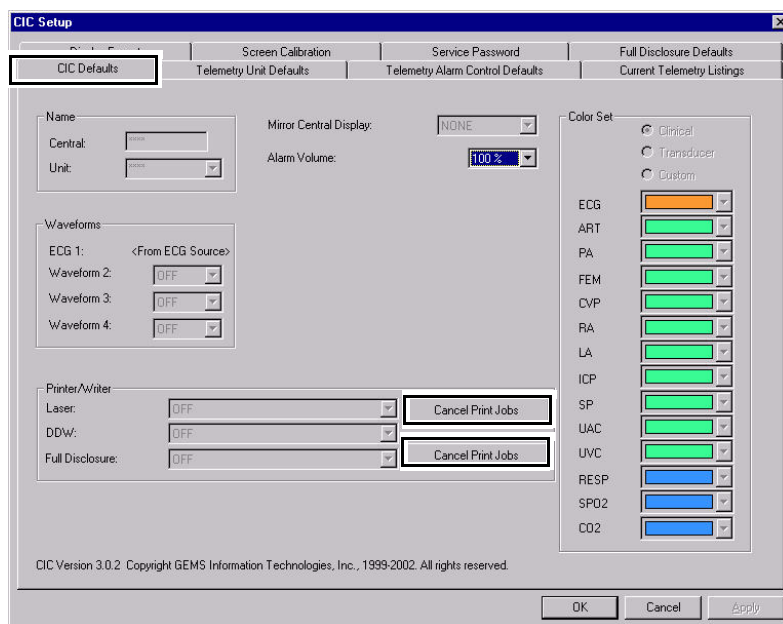 CIC Setup
Screen Calibration
Service Password
Full Disclosure Defaults
CIC Defaults
Telemetry Unit Defaults
Telemetry Alarm Control Defaults
Current Telemetry Listings
Name
Central:
****
Unit:
****
Mirror Central Display:
NONE
Alarm Volume:
100 %
Waveforms
ECG 1:
<From ECG Source>
Waveform 2:
OFF
Waveform 3:
OFF
Waveform 4:
OFF
Printer/Writer
Laser:
OFF
Cancel Print Jobs
DDW:
OFF
Full Disclosure:
OFF
Cancel Print Jobs
Color Set
Clinical
Transducer
Custom
ECG
ART
PA
FEM
CVP
RA
LA
ICP
SP
UAC
UVC
RESP
SPO2
CO2
CIC Version 3.0.2 Copyright GEMS Information Technologies, Inc., 1999-2002. All rights reserved.
OK
Cancel
Apply